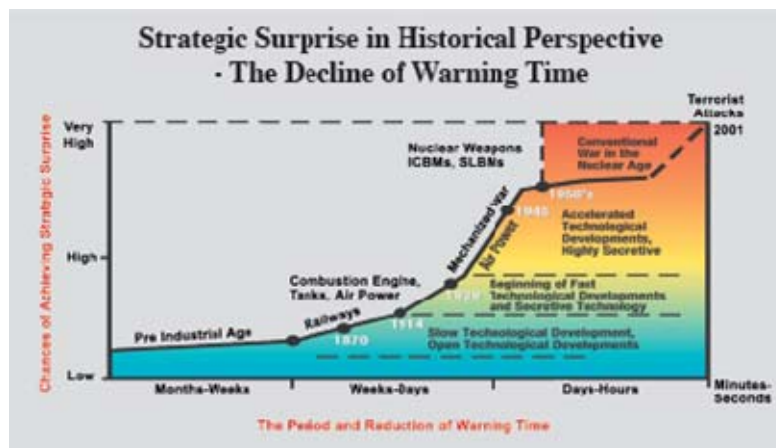 Strategic Surprise in Historical Perspective
- The Decline of Warning Time
Terrorist
Attacks
2001
Very
High
Nuclear Weapons
ICBMs, SLBMs
Conventional
War in the
Nuclear Age
1950's
1945
Mechanized War
Air Power
Accelerated
Technological
Developments,
Highly Secretive
High
Combustion Engine,
Tanks, Air Power
Beginning of Fast
Technological Developments
and Secretive Technology
Railways
1914
Pre Industrial Age
1870
Slow Technological Development,
Open Technological Developments
Low
Months-Weeks
Weeks-Days
Days-Hours
Minutes-
Seconds
Chances of Achieving Strategic Surprise
The Period and Reduction of Warning Time